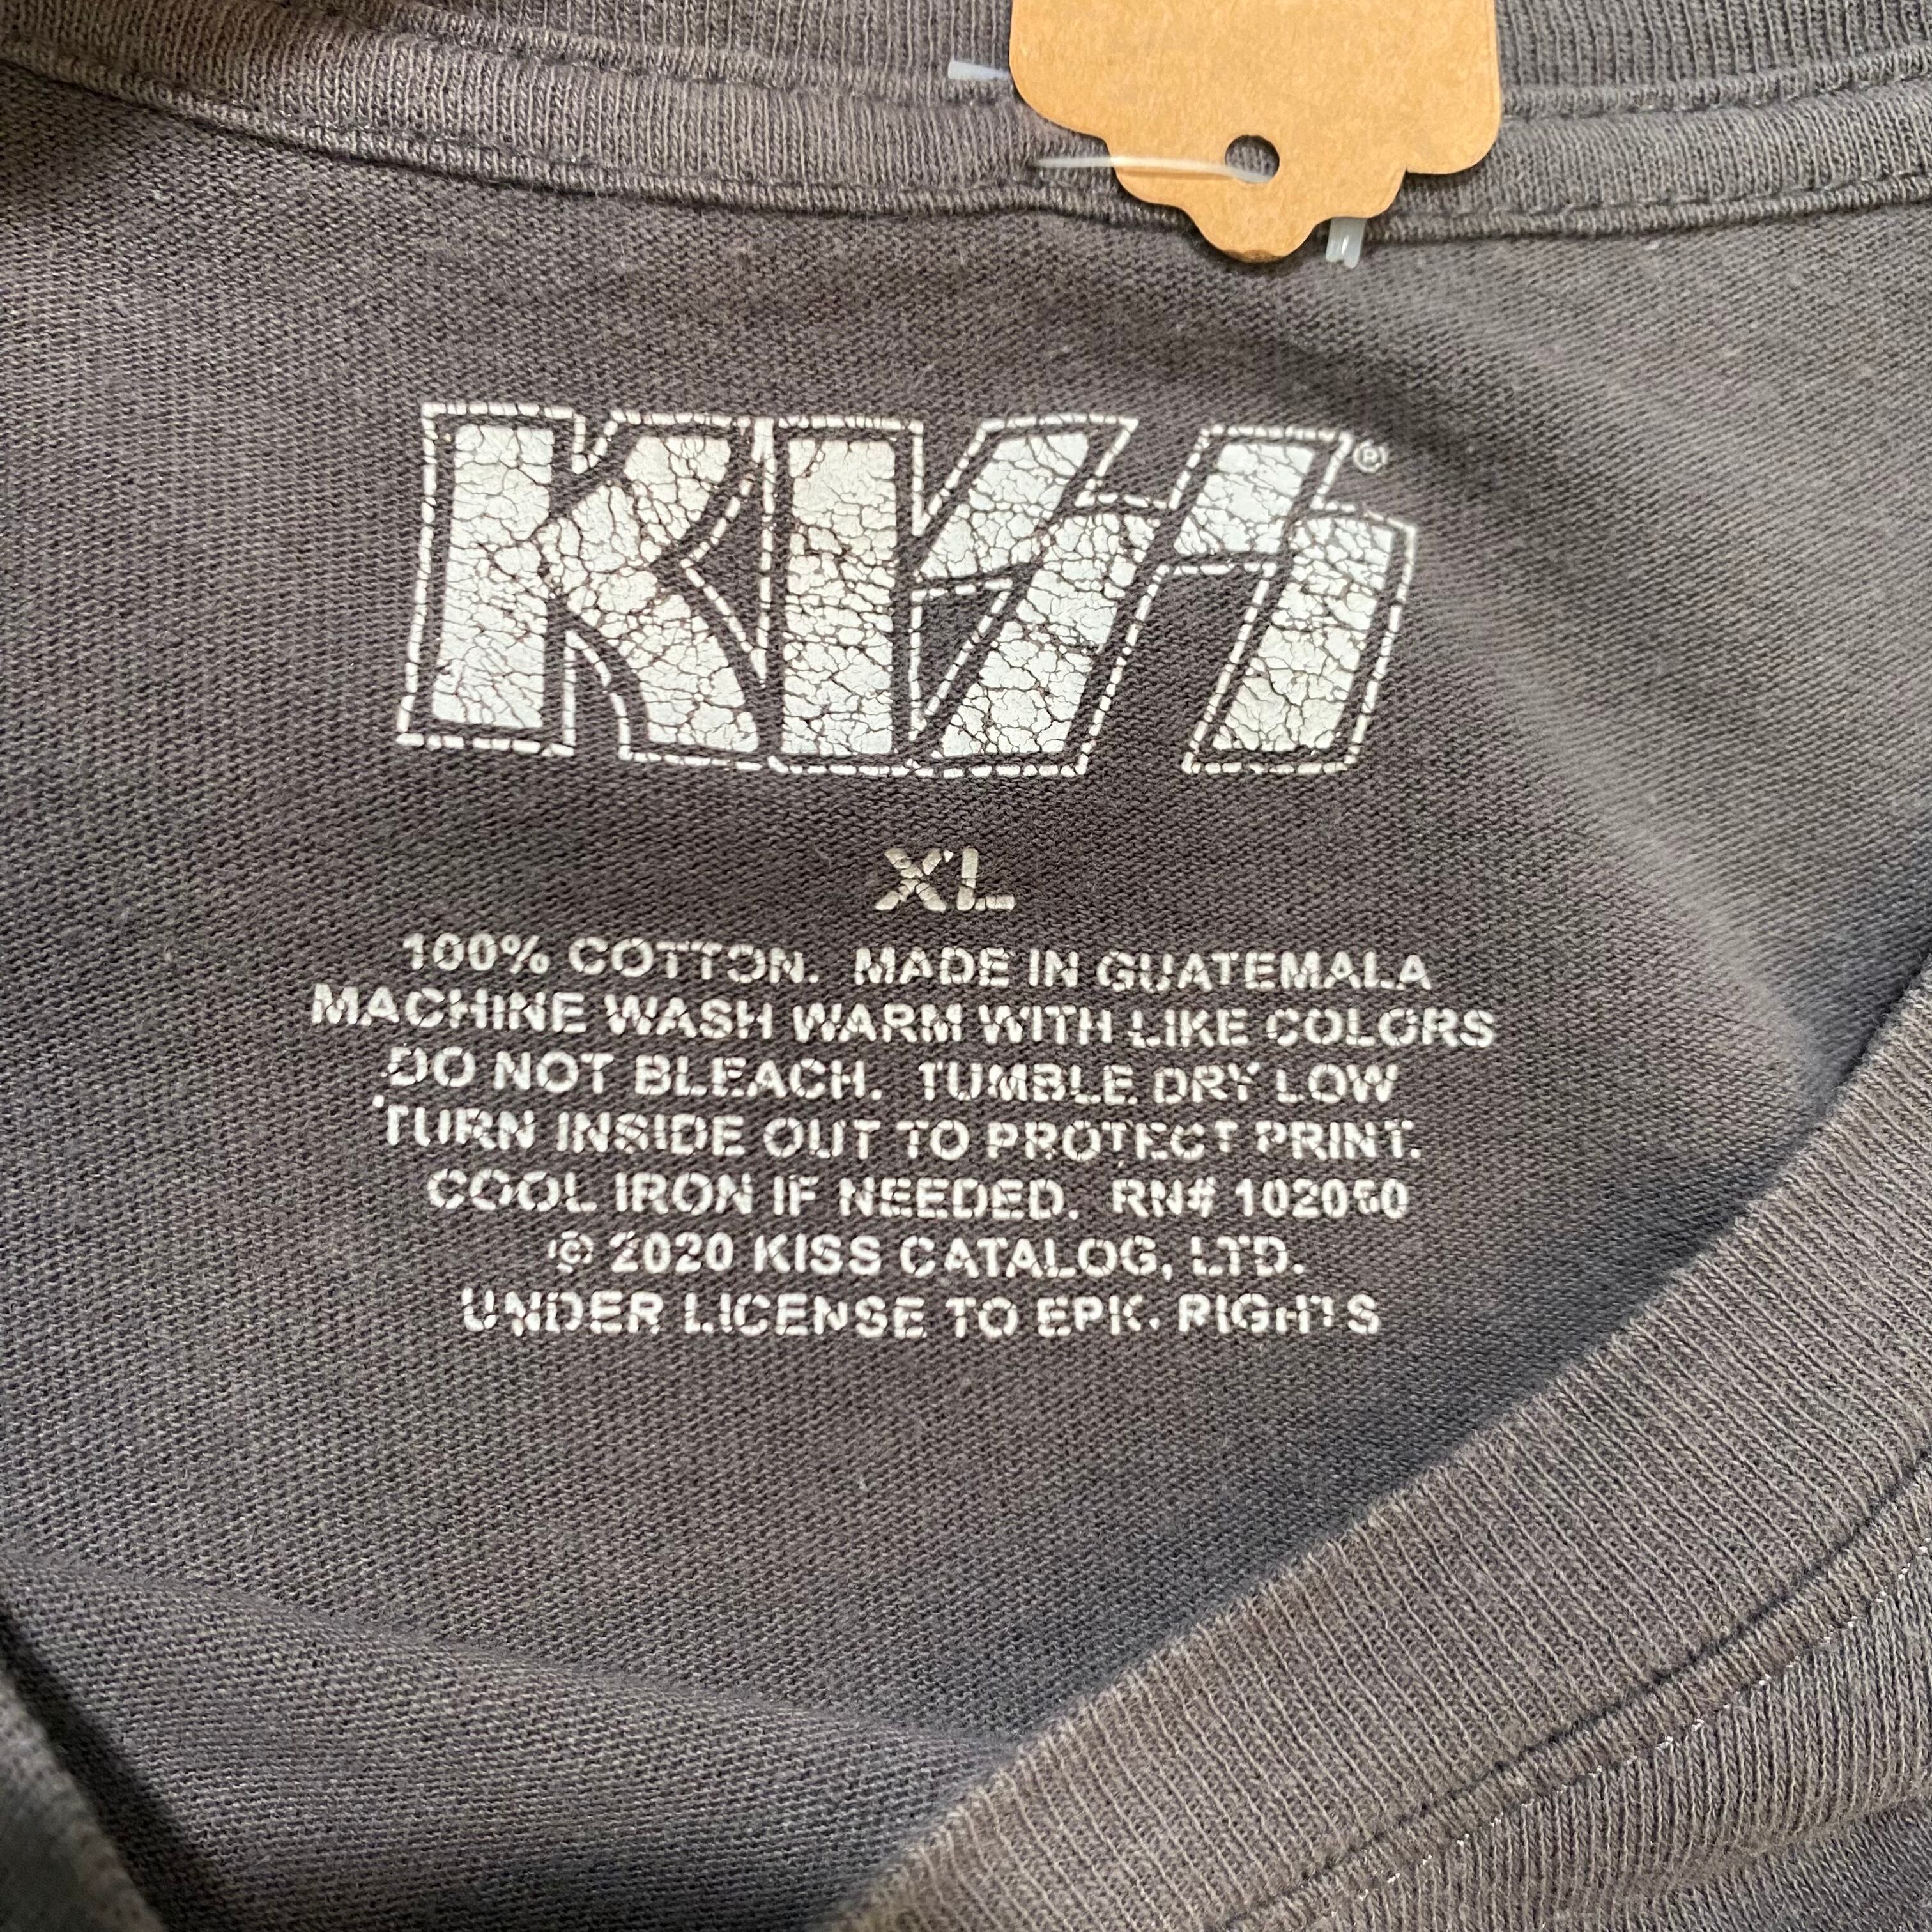 KISS®
XL
100% COTTON. MADE IN GUATEMALA
MACHINE WASH WARM WITH LIKE COLORS
DO NOT BLEACH. TUMBLE DRY LOW
TURN INSIDE OUT TO PROTECT PRINT.
COOL IRON IF NEEDED. RN#
© 2020 KISS CATALOG, LTD.
UNDER LICENSE TO EPIC RIGHTS